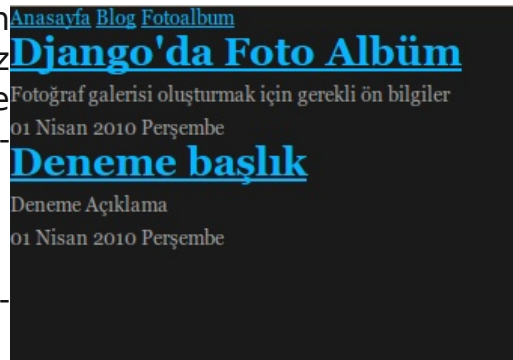 Anasayfa Blog Fotoalbum
Django'da Foto Albüm
Fotoğraf galerisi oluşturmak için gerekli ön bilgiler
01 Nisan 2010 Perşembe
Deneme başlık
Deneme Açıklama
01 Nisan 2010 Perşembe